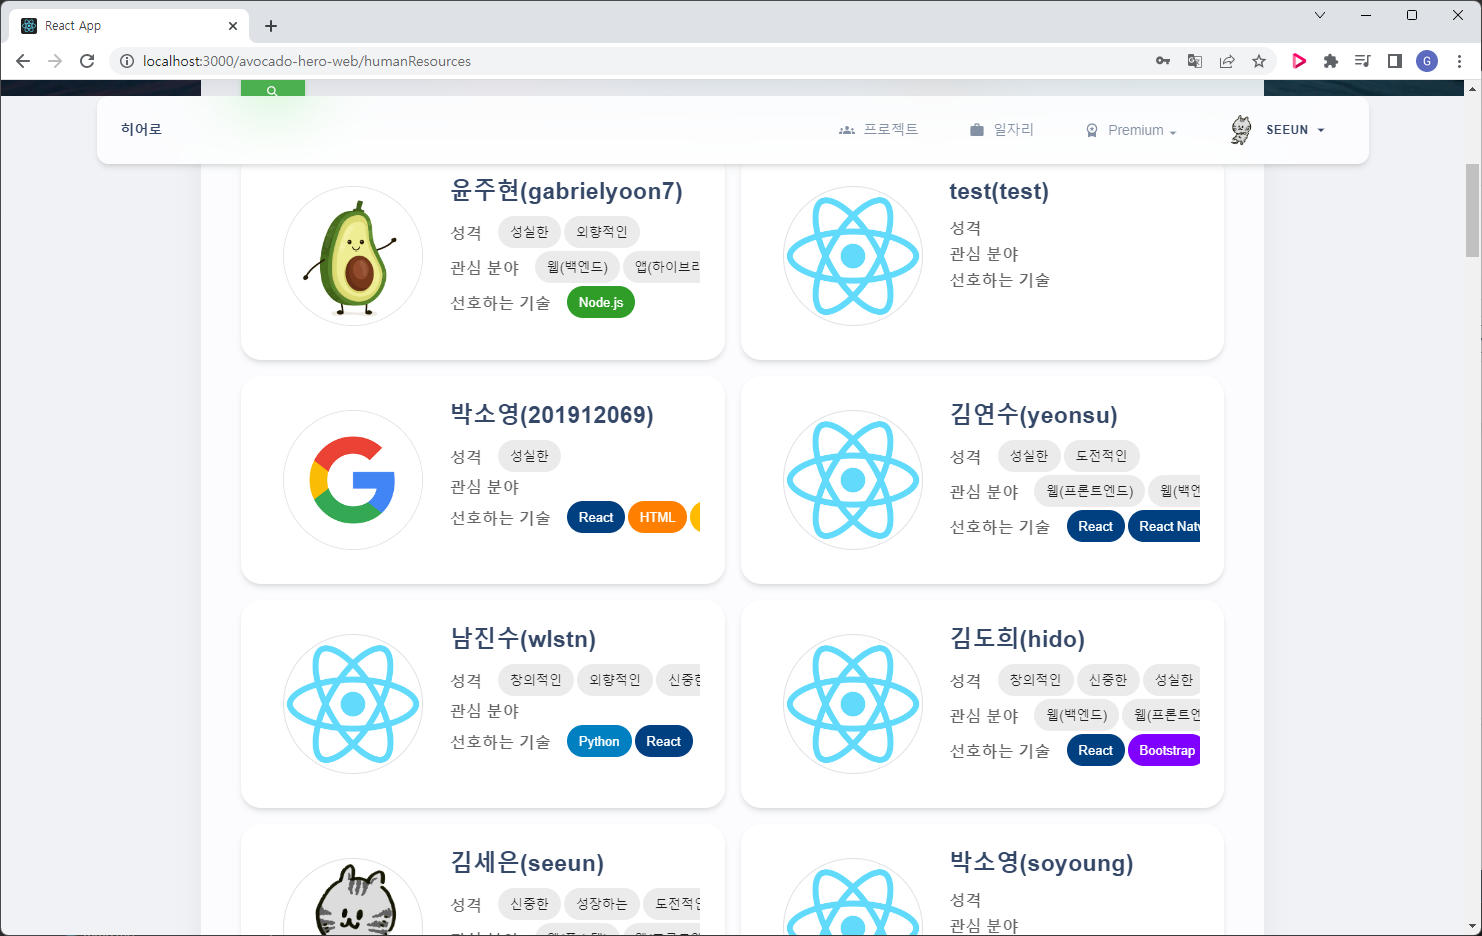 React App
localhost:3000/avocado-hero-web/humanResources
G
히어로
프로젝트
일자리
Premium
SEEUN
윤주현(gabrielyoon7)
성격 성실한 외향적인
관심 분야 웹(백엔드) 앱(하이브리
선호하는 기술 Node.js
test(test)
성격
관심 분야
선호하는 기술
박소영(201912069)
성격 성실한
관심 분야
선호하는 기술 React HTML
김연수(yeonsu)
성격 성실한 도전적인
관심 분야 웹(프론트엔드) 웹(백엔
선호하는 기술 React React Nat
남진수(wlstn)
성격 창의적인 외향적인 신중한
관심 분야
선호하는 기술 Python React
김도희(hido)
성격 창의적인 신중한 성실한
관심 분야 웹(백엔드) 웹(프론트엔
선호하는 기술 React Bootstrap
김세은(seeun)
성격 신중한 성장하는 도전적인
박소영(soyoung)
성격
관심 분야